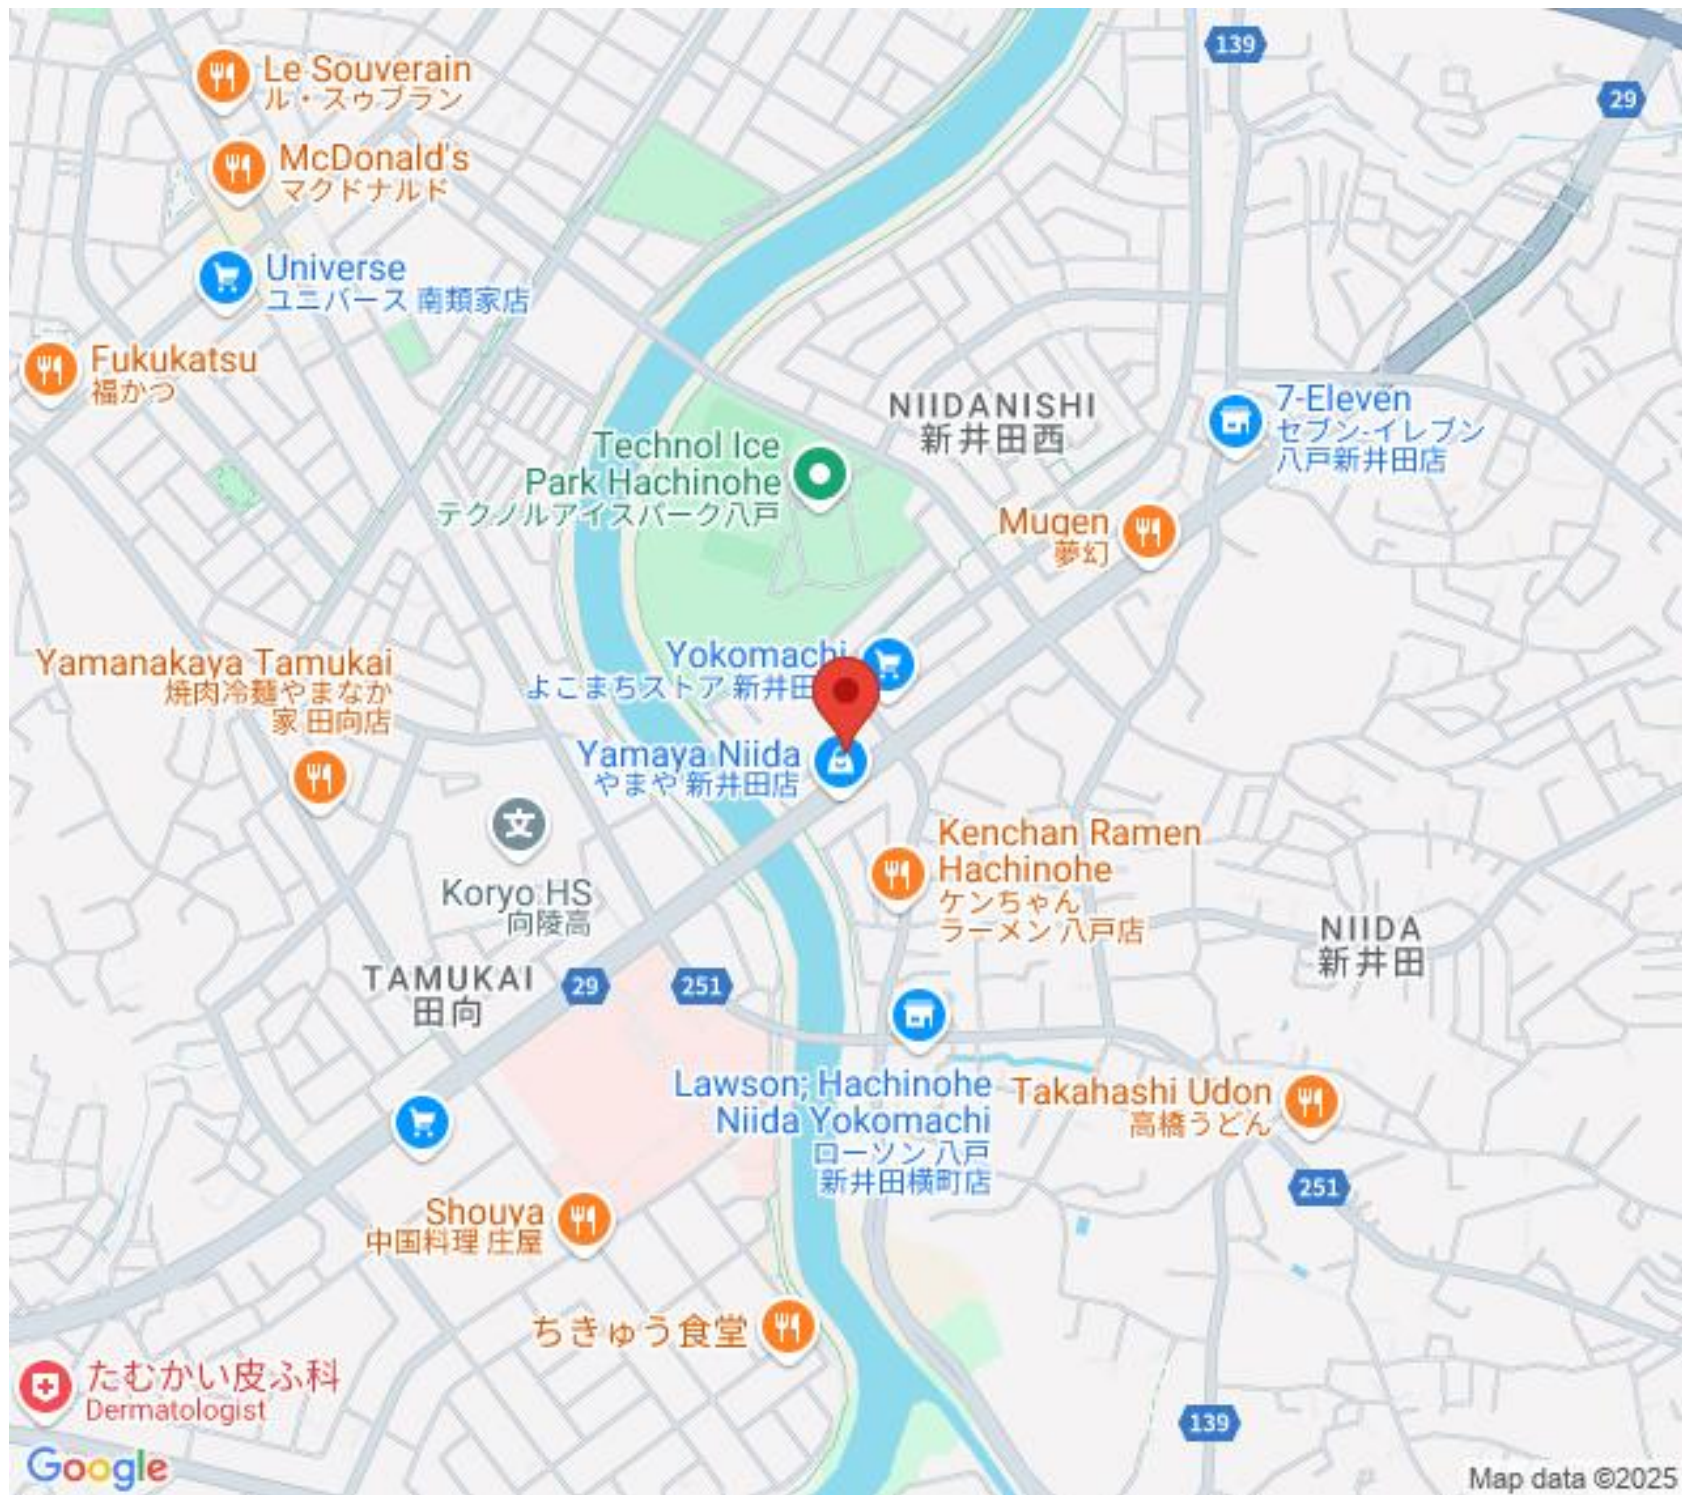 139
29
Le Souverain
ル・スゥブラン
McDonald's
マクドナルド
Universe
ユニバース 南類家店
Fukukatsu
福かつ
NIIDANISHI
新井田西
7-Eleven
セブン-イレブン
八戸新井田店
Technol Ice
Park Hachinohe
テクノルアイスパーク八戸
Mugen
夢幻
Yamanakaya Tamukai
焼肉冷麺やまなか
家 田向店
Yokomachi
よこまちストア 新井田
Yamaya Niida
やまや 新井田店
Kenchan Ramen
Hachinohe
ケンちゃん
ラーメン 八戸店
Koryo HS
向陵高
NIIDA
新井田
TAMUKAI
田向
29
251
Lawson; Hachinohe
Niida Yokomachi
ローソン 八戸
新井田横町店
Takahashi Udon
高橋うどん
251
Shouya
中国料理 庄屋
ちきゅう食堂
たむかい皮ふ科
Dermatologist
139
Google
Map data ©2025